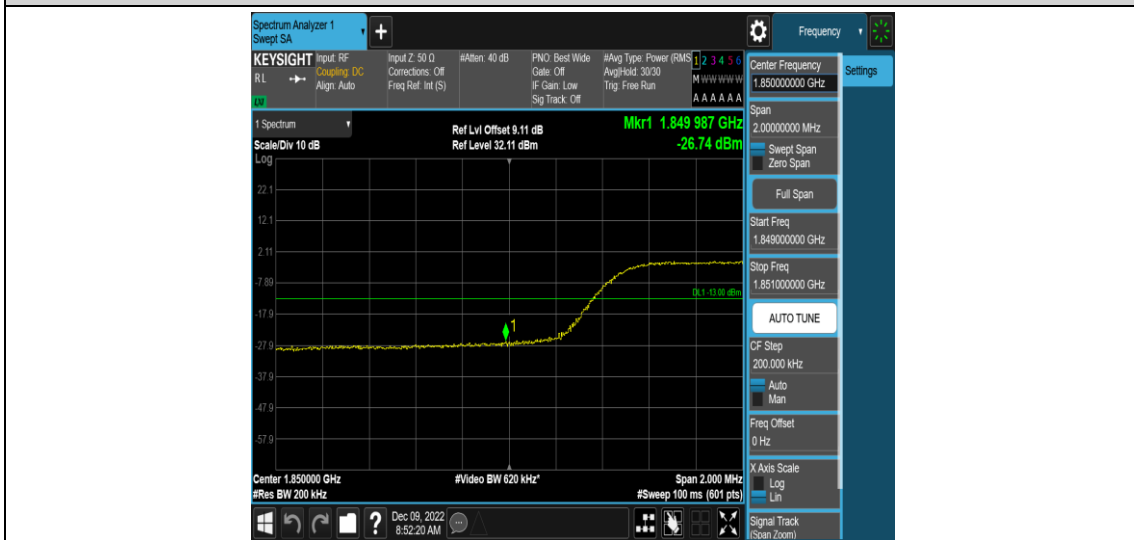 Spectrum Analyzer 1
Swept SA
+
Frequency
KEYSIGHT
RL
LXI
Input: RF
Coupling: DC
Align: Auto
Input Z: 50 Ω
Corrections: Off
Freq Ref: Int (S)
#Atten: 40 dB
PNO: Best Wide
Gate: Off
IF Gain: Low
Sig Track: Off
#Avg Type: Power (RMS
Avg|Hold: 30/30
Trig: Free Run
1 2 3 4 5 6
M W W W W W
A A A A A A
1 Spectrum
Scale/Div 10 dB
Log
Ref Lvl Offset 9.11 dB
Ref Level 32.11 dBm
Mkr1 1.849 987 GHz
-26.74 dBm
22.1
12.1
2.11
-7.89
-17.9
-27.9
-37.9
-47.9
-57.9
DL1 -13.00 dBm
1
Center 1.850000 GHz
#Res BW 200 kHz
#Video BW 620 kHz*
Span 2.000 MHz
#Sweep 100 ms (601 pts)
?
Dec 09, 2022
8:52:20 AM
Center Frequency
1.850000000 GHz
Settings
Span
2.00000000 MHz
Swept Span
Zero Span
Full Span
Start Freq
1.849000000 GHz
Stop Freq
1.851000000 GHz
AUTO TUNE
CF Step
200.000 kHz
Auto
Man
Freq Offset
0 Hz
X Axis Scale
Log
Lin
Signal Track
(Span Zoom)